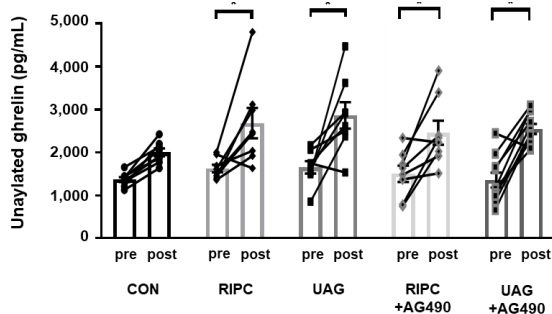 Unaylated ghrelin (pg/mL)
5,000
4,000
3,000
2,000
1,000
0
pre post pre post pre post pre post pre post
CON RIPC UAG RIPC +AG490 UAG +AG490